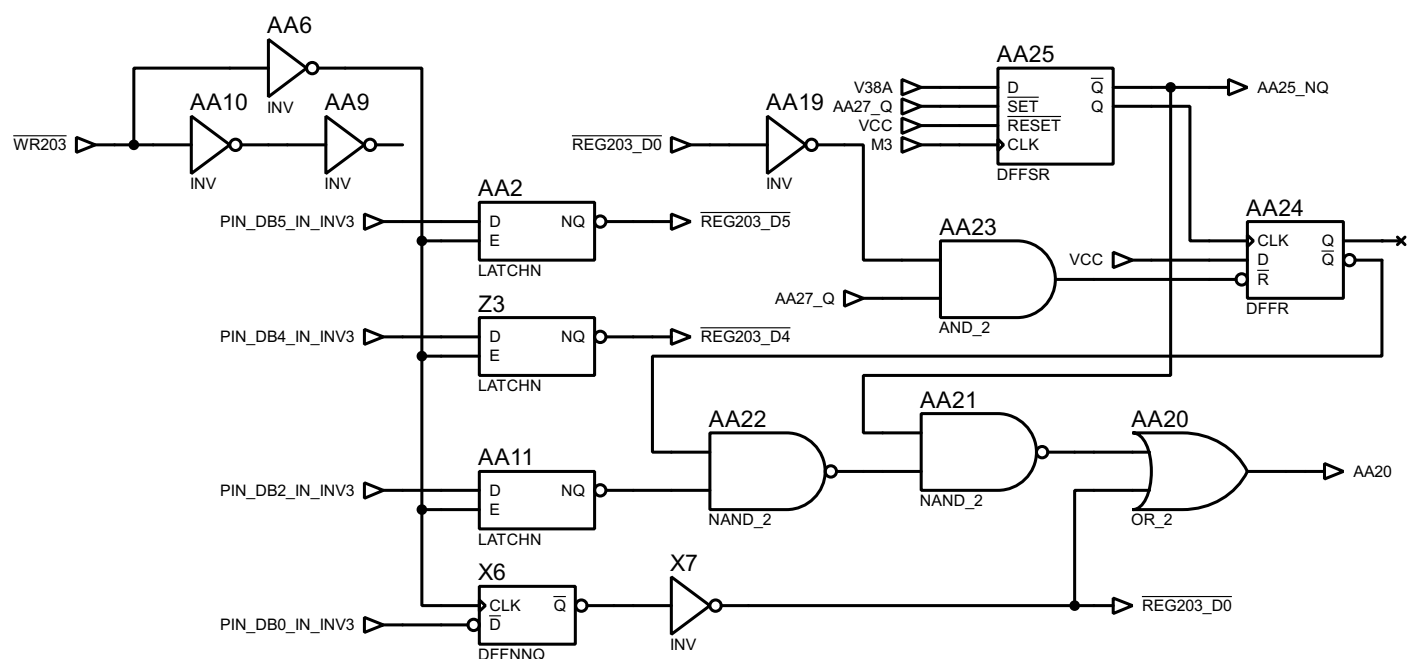 AA6
INV
AA10
INV
AA9
INV
WR203
AA2
PIN_DB5_IN_INV3
D
E
NQ
REG203_D5
LATCHN
Z3
PIN_DB4_IN_INV3
D
E
NQ
REG203_D4
LATCHN
AA11
PIN_DB2_IN_INV3
D
E
NQ
LATCHN
X6
PIN_DB0_IN_INV3
CLK
D
Q
DFFNNQ
X7
INV
REG203_D0
AA19
REG203_D0
INV
AA25
V38A
AA27_Q
VCC
M3
D
SET
RESET
CLK
Q
Q
DFFSR
AA25_NQ
AA23
AA27_Q
AND_2
AA24
VCC
CLK
D
R
Q
Q
DFFR
AA22
NAND_2
AA21
NAND_2
AA20
OR_2
AA20